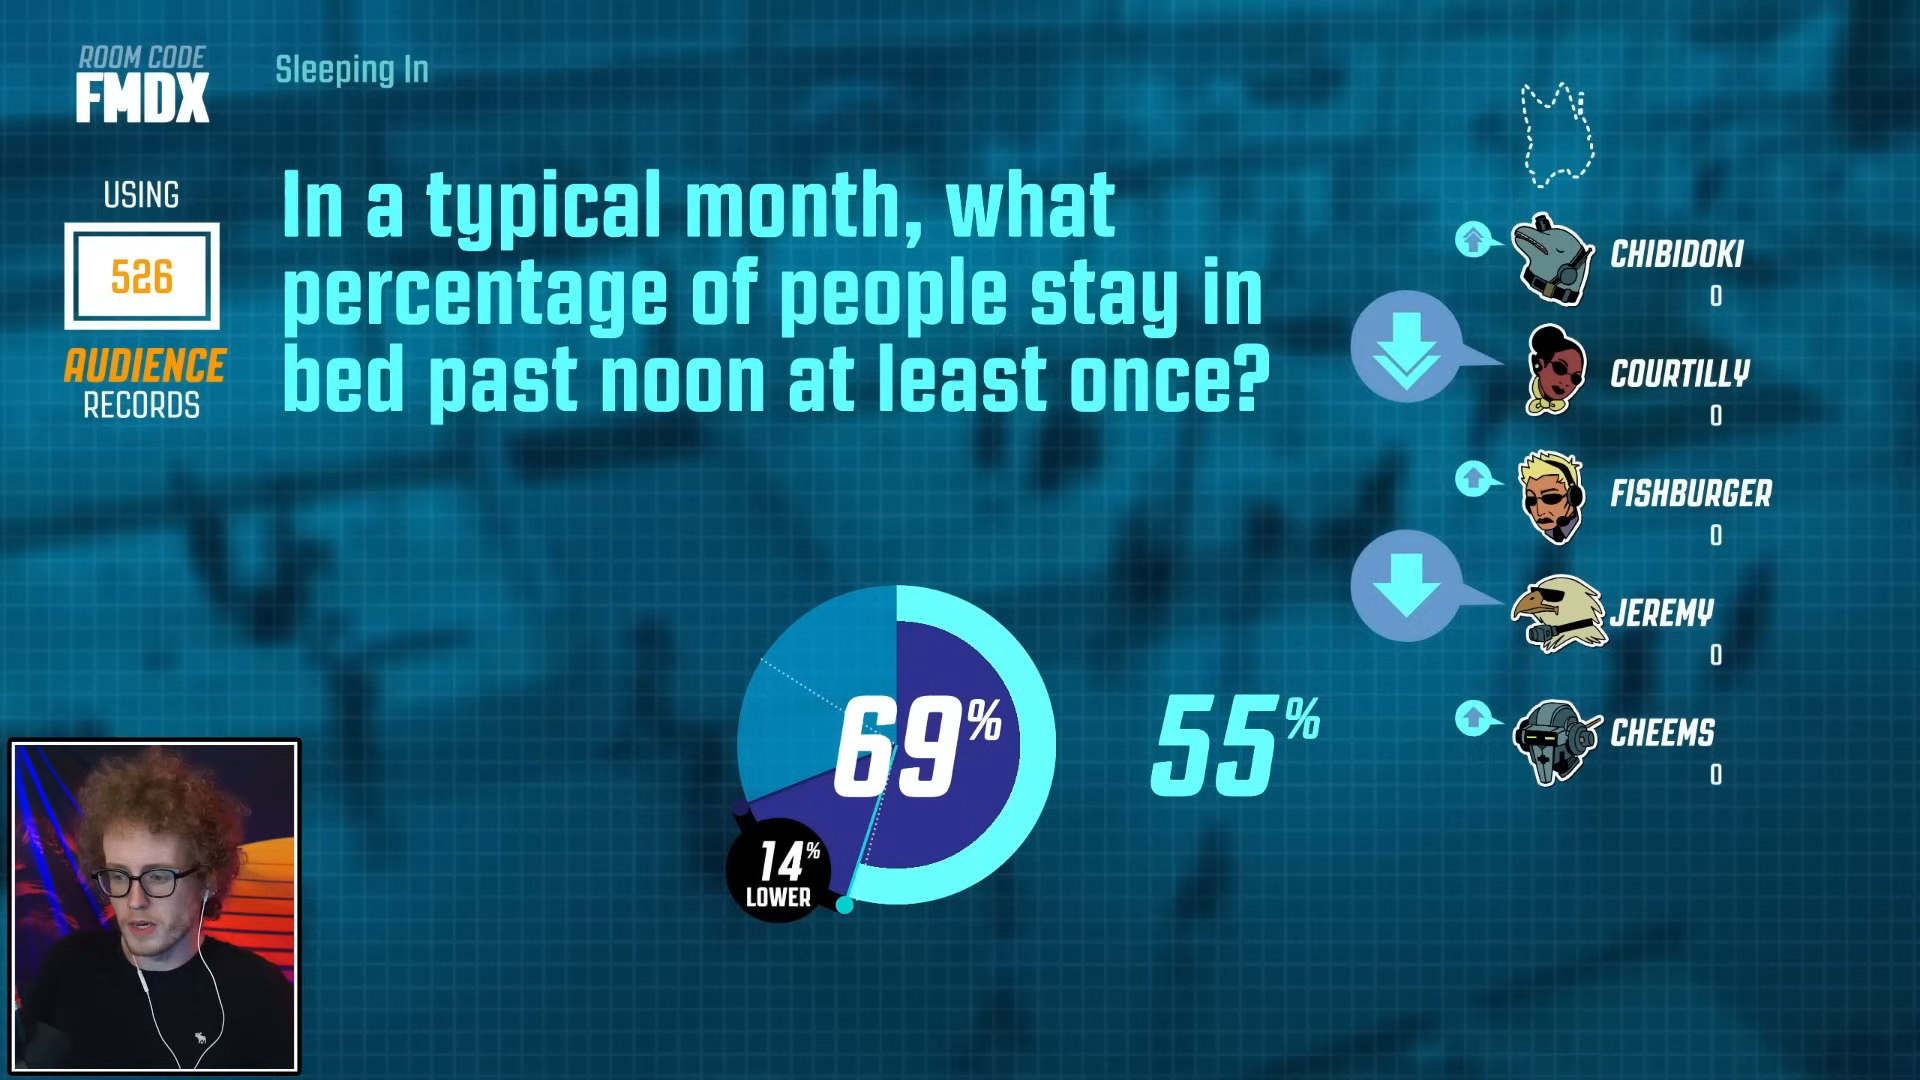 ROOM CODE
FMDX
Sleeping In
USING
526
AUDIENCE
RECORDS
In a typical month, what
percentage of people stay in
bed past noon at least once?
CHIBIDOKI
0
COURTILLY
0
FISHBURGER
0
JEREMY
0
CHEEMS
0
69%
55%
14%
LOWER